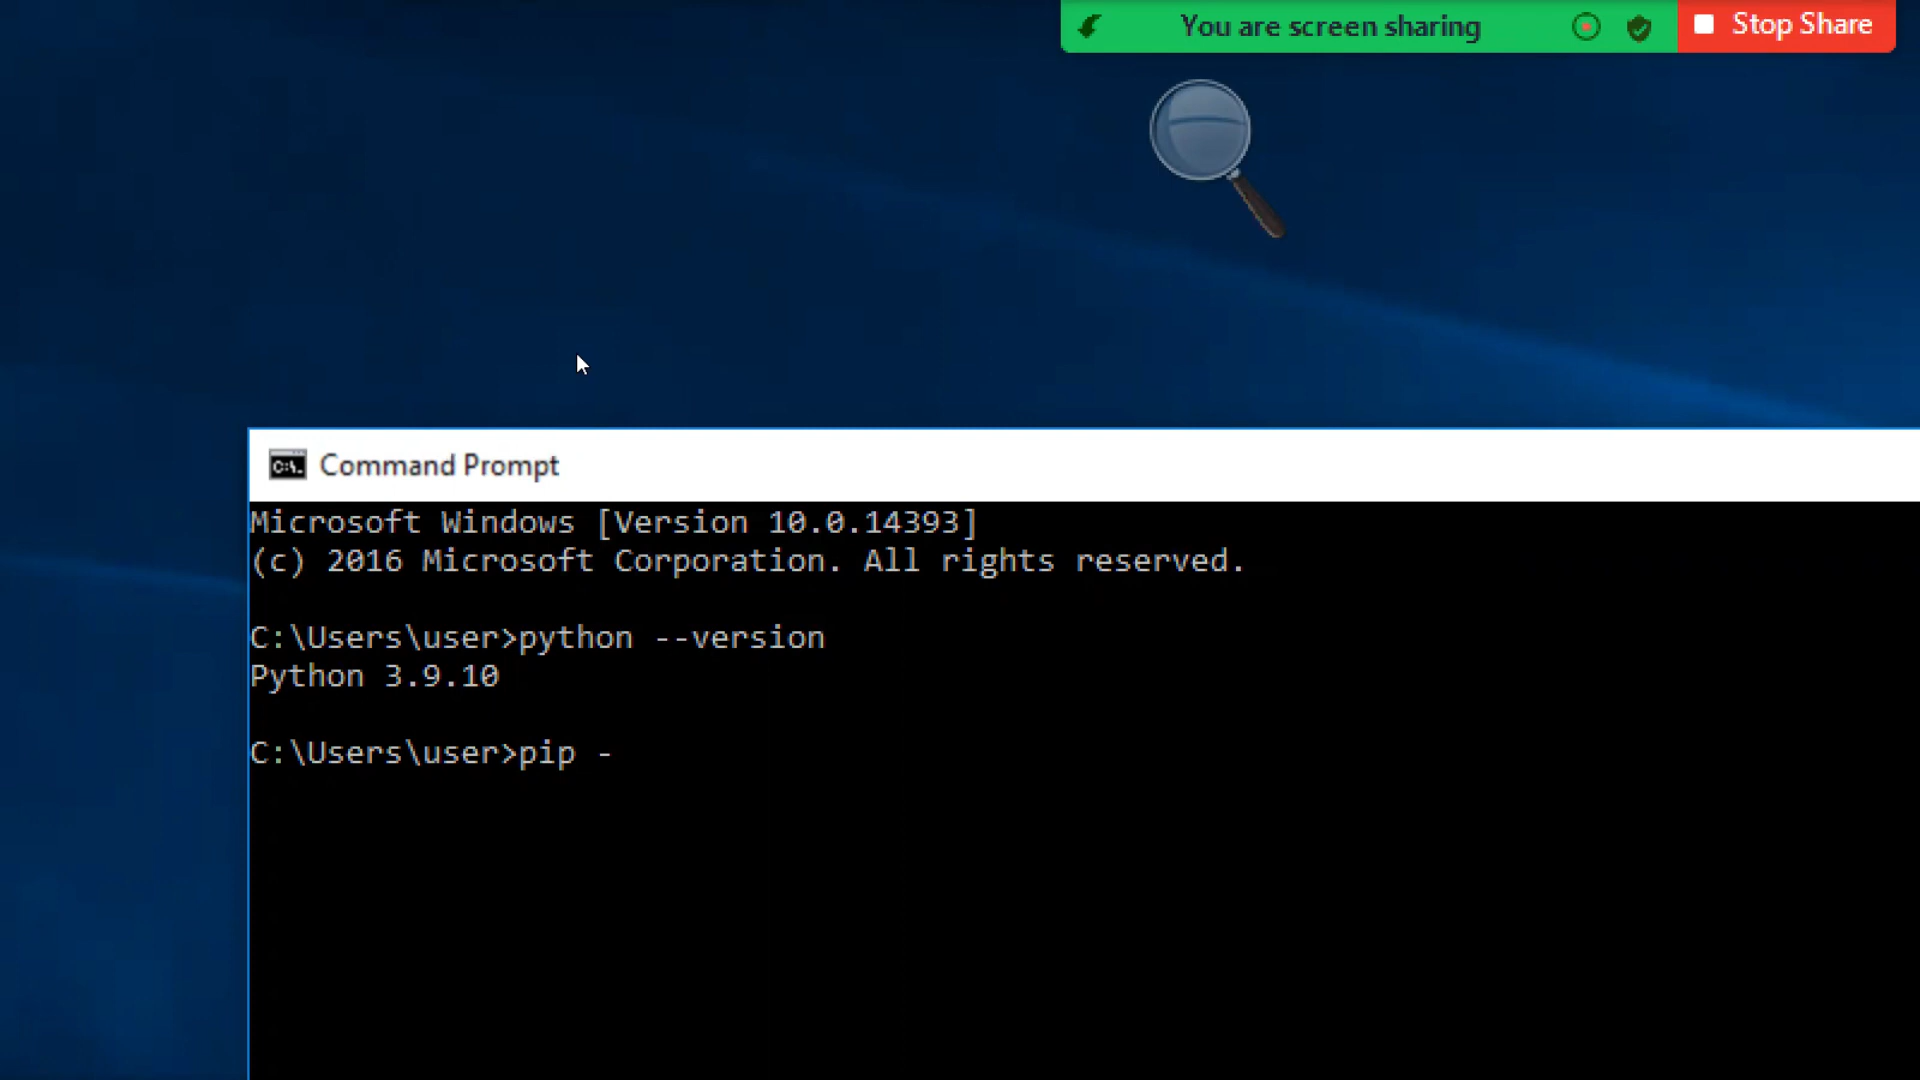 You are screen sharing
Stop Share
C:\.
Command Prompt
Microsoft Windows [Version 10.0.14393]
(c) 2016 Microsoft Corporation. All rights reserved.
C:\Users\user>python --version
Python 3.9.10
C:\Users\user>pip -